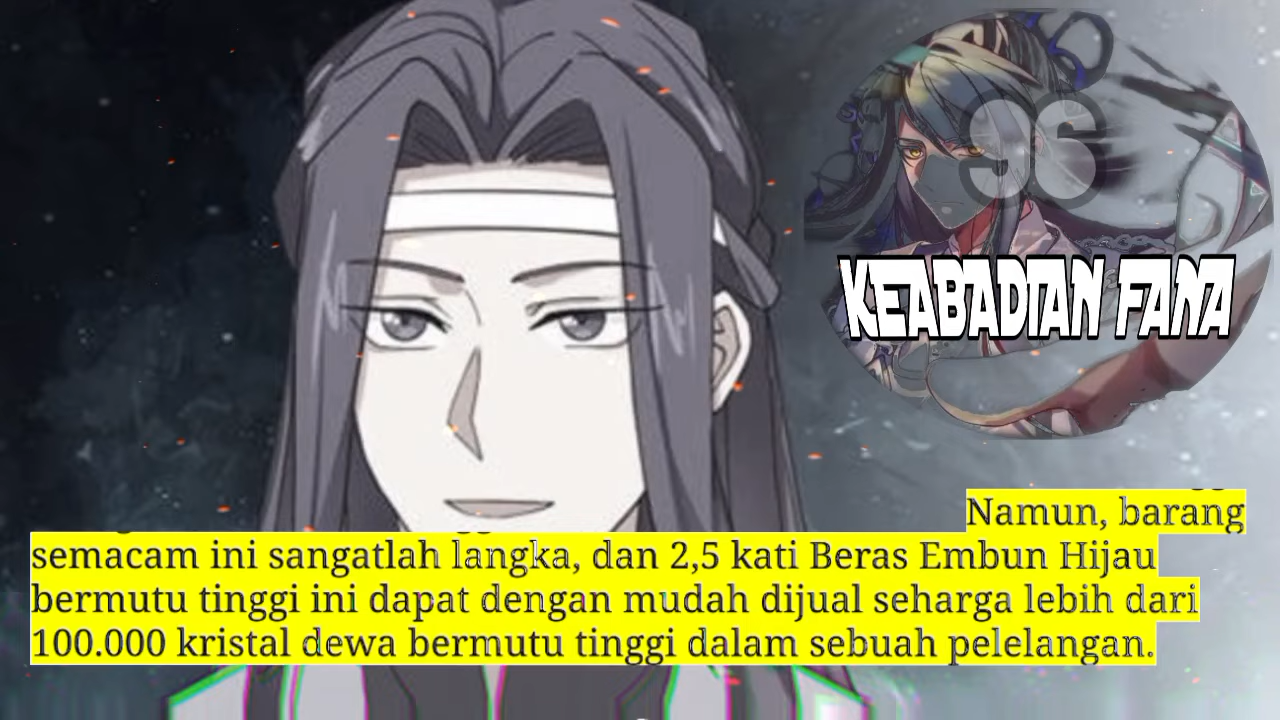 96
KEABADIAN FANA
Namun, barang
semacam ini sangatlah langka, dan 2,5 kati Beras Embun Hijau
bermutu tinggi ini dapat dengan mudah dijual seharga lebih dari
100.000 kristal dewa bermutu tinggi dalam sebuah pelelangan.